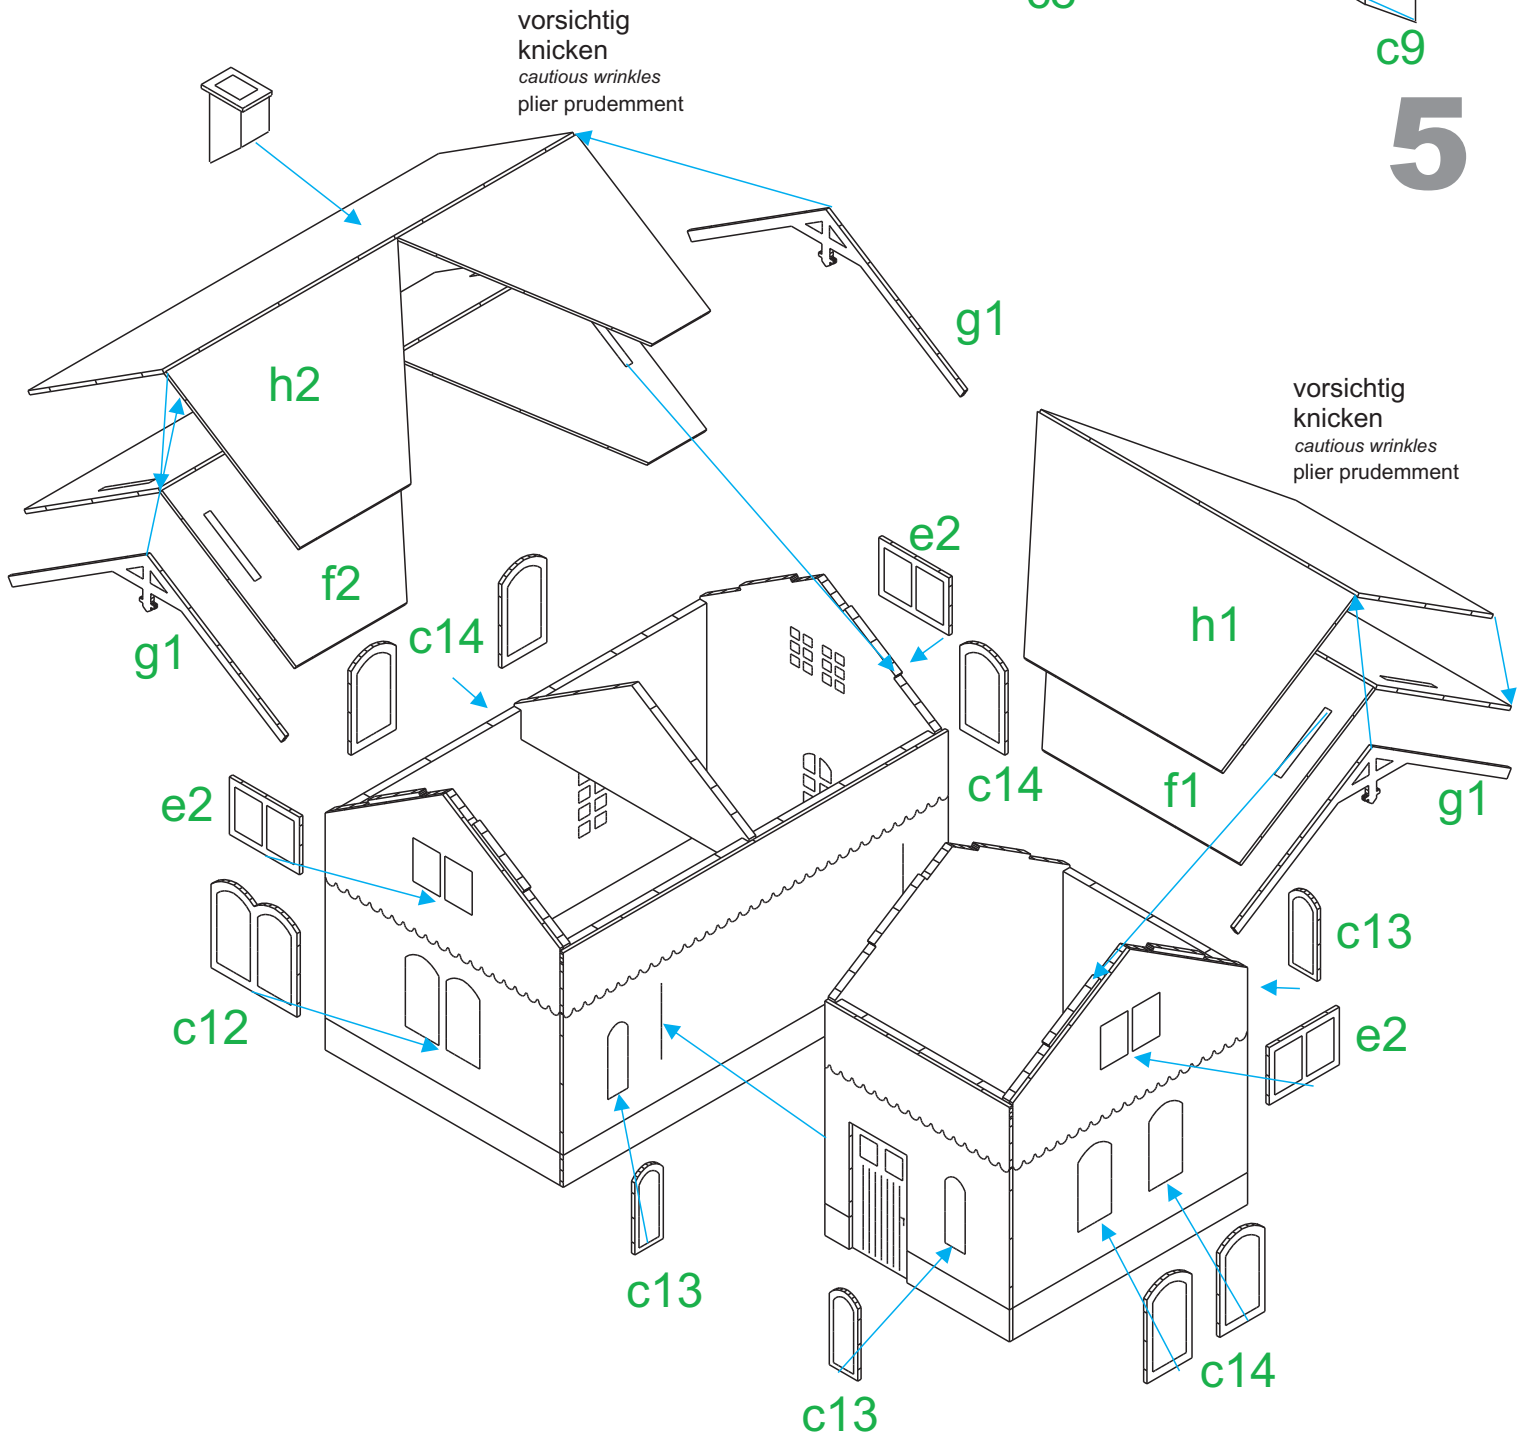 vorsichtig
knicken
cautious wrinkles
plier prudemment
c9
5
g1
h2
vorsichtig
knicken
cautious wrinkles
plier prudemment
e2
f2
h1
c14
g1
f1
c14
g1
e2
c13
c12
e2
c13
c14
c13